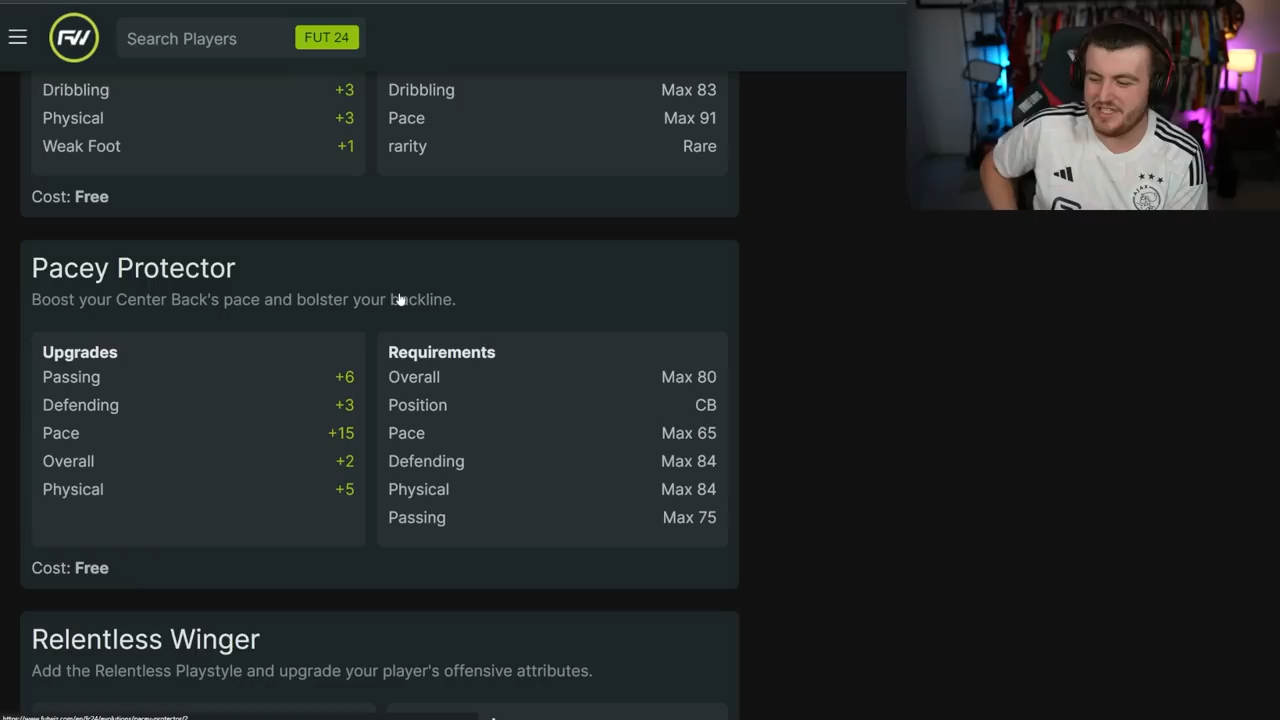 FW
Search Players
FUT 24
Dribbling +3
Physical +3
Weak Foot +1
Dribbling Max 83
Pace Max 91
rarity Rare
Cost: Free
Pacey Protector
Boost your Center Back's pace and bolster your backline.
Upgrades
Passing +6
Defending +3
Pace +15
Overall +2
Physical +5
Requirements
Overall Max 80
Position CB
Pace Max 65
Defending Max 84
Physical Max 84
Passing Max 75
Cost: Free
Relentless Winger
Add the Relentless Playstyle and upgrade your player's offensive attributes.